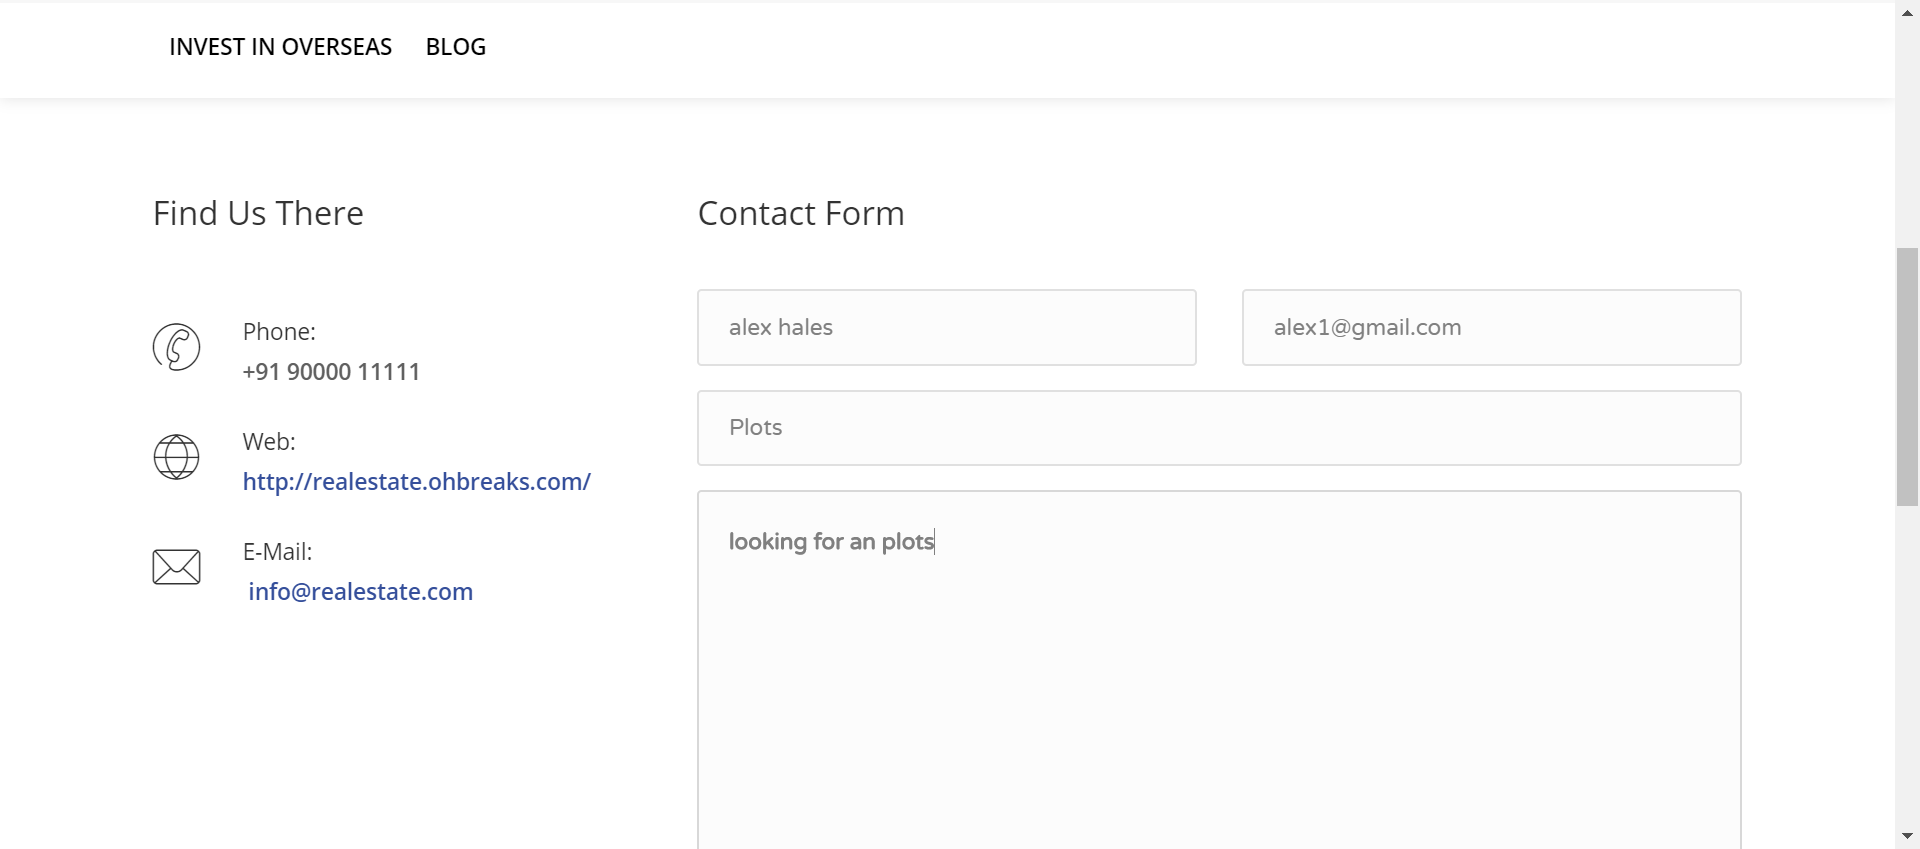 INVEST IN OVERSEAS BLOG
Find Us There
Phone:
+91 90000 11111
Web:
http://realestate.ohbreaks.com/
E-Mail:
info@realestate.com
Contact Form
alex hales
alex1@gmail.com
Plots
looking for an plots